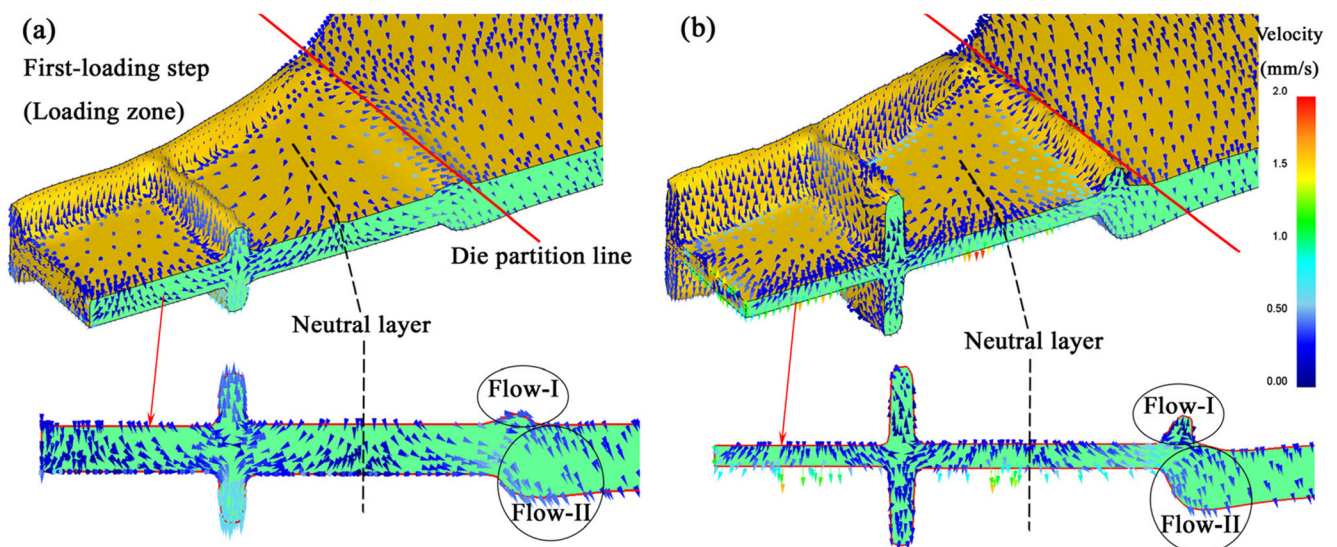 (a)
First-loading step
(Loading zone)
Die partition line
Neutral layer
Flow-I
Flow-II
(b)
Velocity
(mm/s)
2.0
1.5
1.0
0.50
0.00
Neutral layer
Flow-I
Flow-II